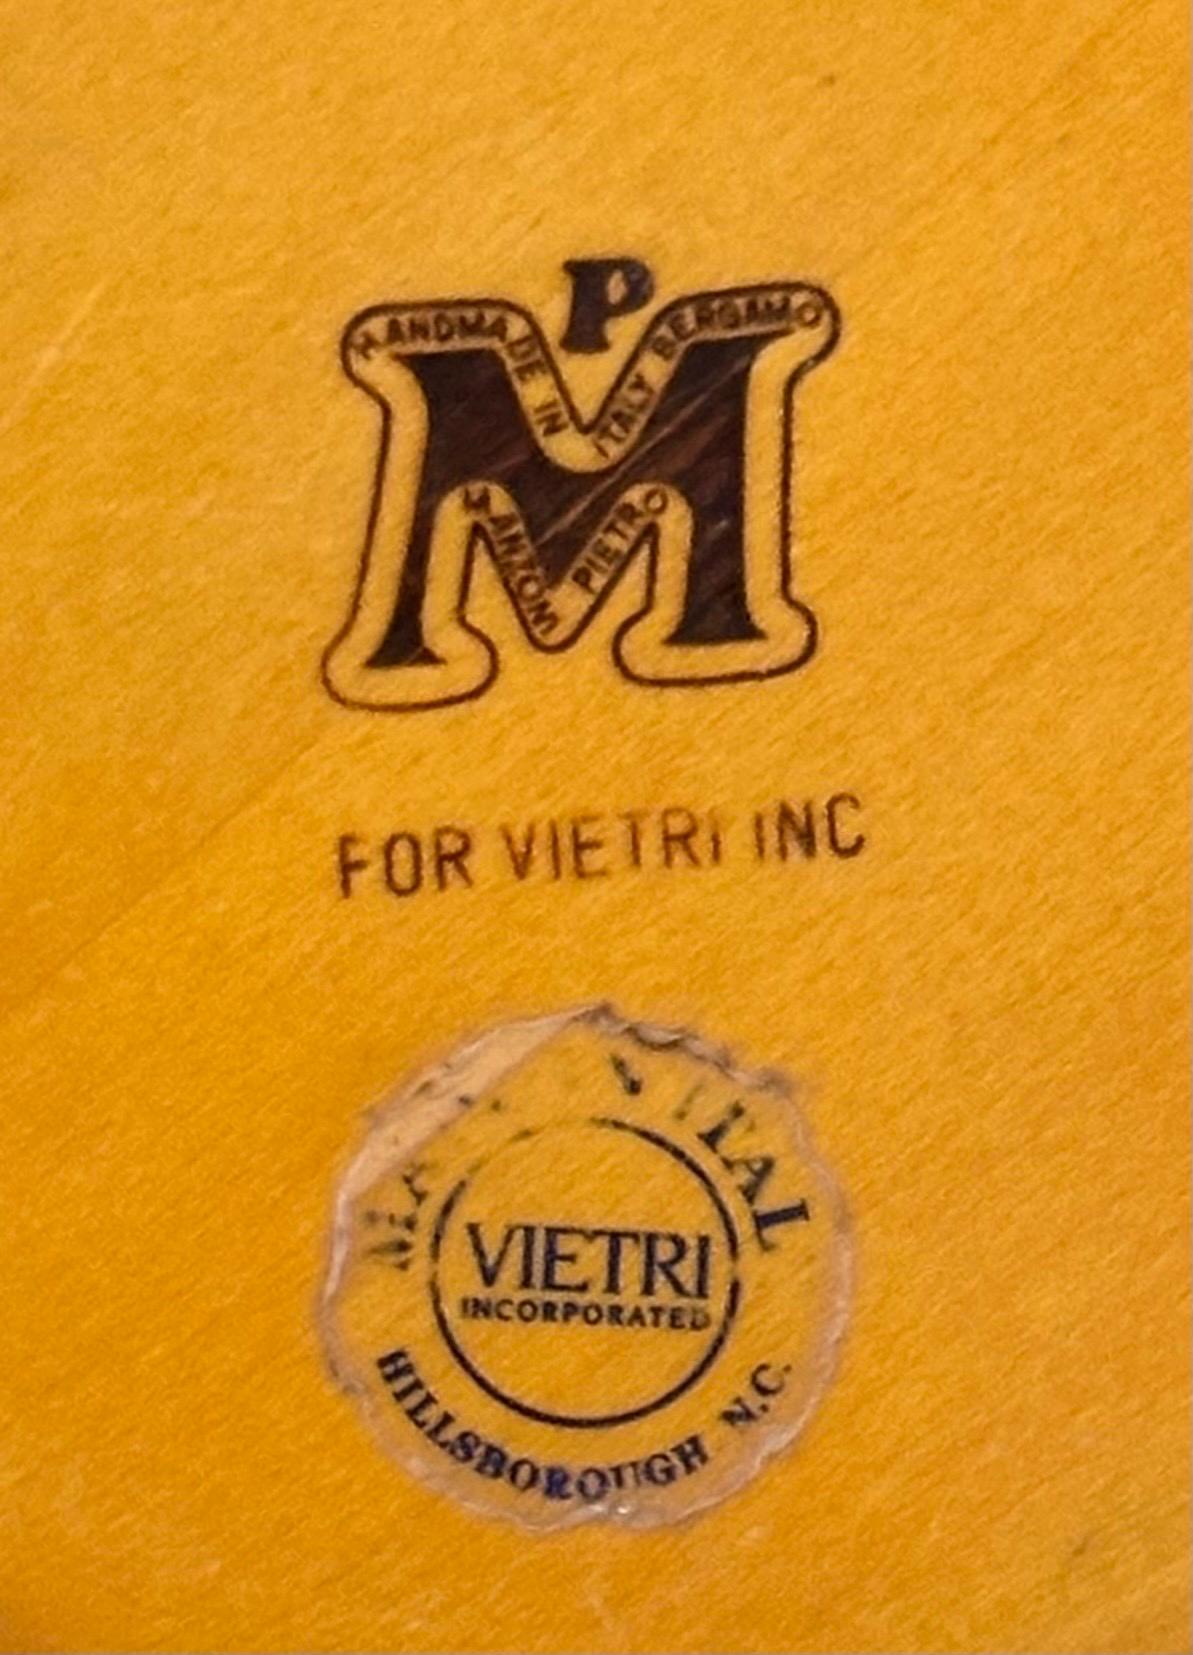 P
HANDMADE IN ITALY BERGAMO
M
MANZONI PIETRO
FOR VIETRI INC
VIETRI
INCORPORATED
HILLSBOROUGH N.C.